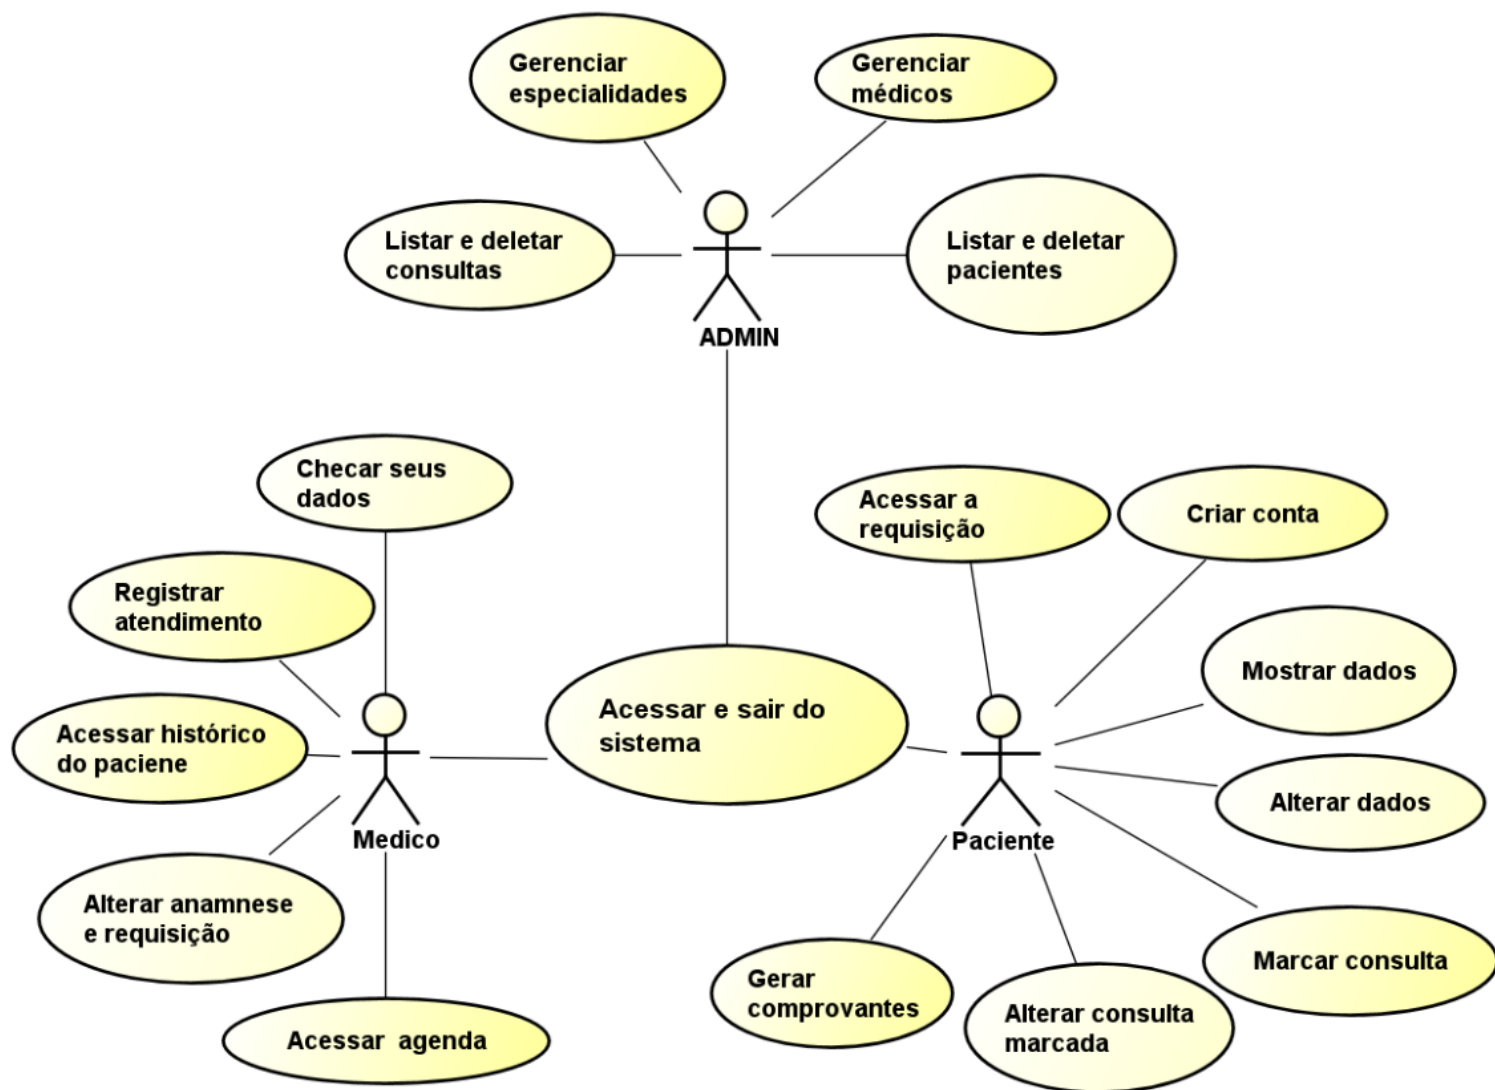 Gerenciar
especialidades
Gerenciar
médicos
Listar e deletar
consultas
Listar e deletar
pacientes
ADMIN
Checar seus
dados
Acessar a
requisição
Criar conta
Registrar
atendimento
Mostrar dados
Acessar e sair do
sistema
Acessar histórico
do paciene
Alterar dados
Medico
Paciente
Alterar anamnese
e requisição
Marcar consulta
Gerar
comprovantes
Alterar consulta
marcada
Acessar agenda